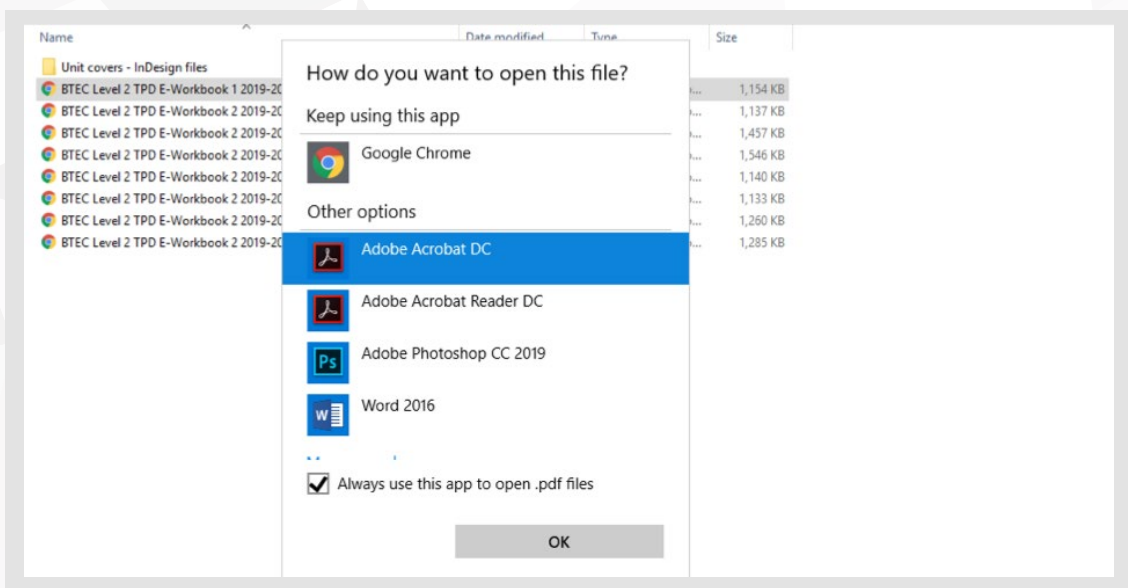 Name Date modified Type Size
Unit covers - InDesign files
BTEC Level 2 TPD E-Workbook 1 2019-20 1,154 KB
BTEC Level 2 TPD E-Workbook 2 2019-20 1,137 KB
BTEC Level 2 TPD E-Workbook 2 2019-20 1,457 KB
BTEC Level 2 TPD E-Workbook 2 2019-20 1,546 KB
BTEC Level 2 TPD E-Workbook 2 2019-20 1,140 KB
BTEC Level 2 TPD E-Workbook 2 2019-20 1,133 KB
BTEC Level 2 TPD E-Workbook 2 2019-20 1,260 KB
BTEC Level 2 TPD E-Workbook 2 2019-20 1,285 KB
How do you want to open this file?
Keep using this app
Google Chrome
Other options
Adobe Acrobat DC
Adobe Acrobat Reader DC
Ps
Adobe Photoshop CC 2019
W
Word 2016
Always use this app to open .pdf files
OK